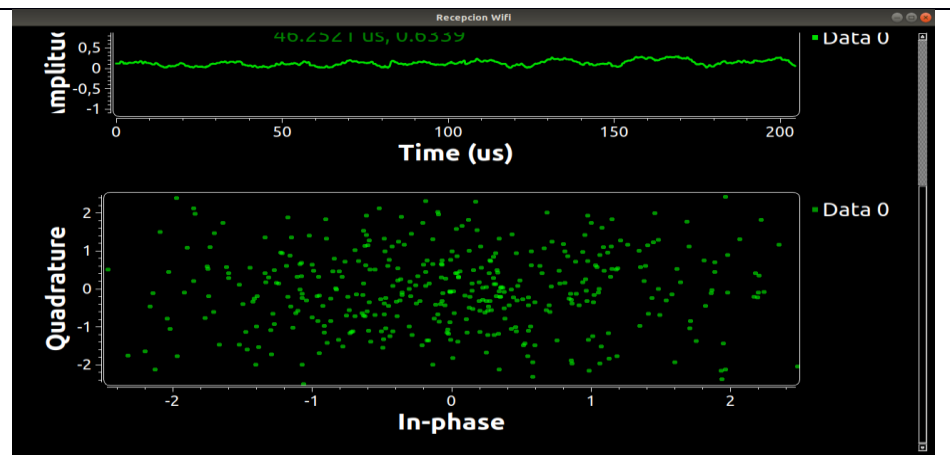 Recepcion Wifi
46.2521 us, 0.6339
Data 0
Amplitud
0,5
0
-0,5
-1
0
50
100
150
200
Time (us)
Data 0
Quadrature
2
1
0
-1
-2
-2
-1
0
1
2
In-phase